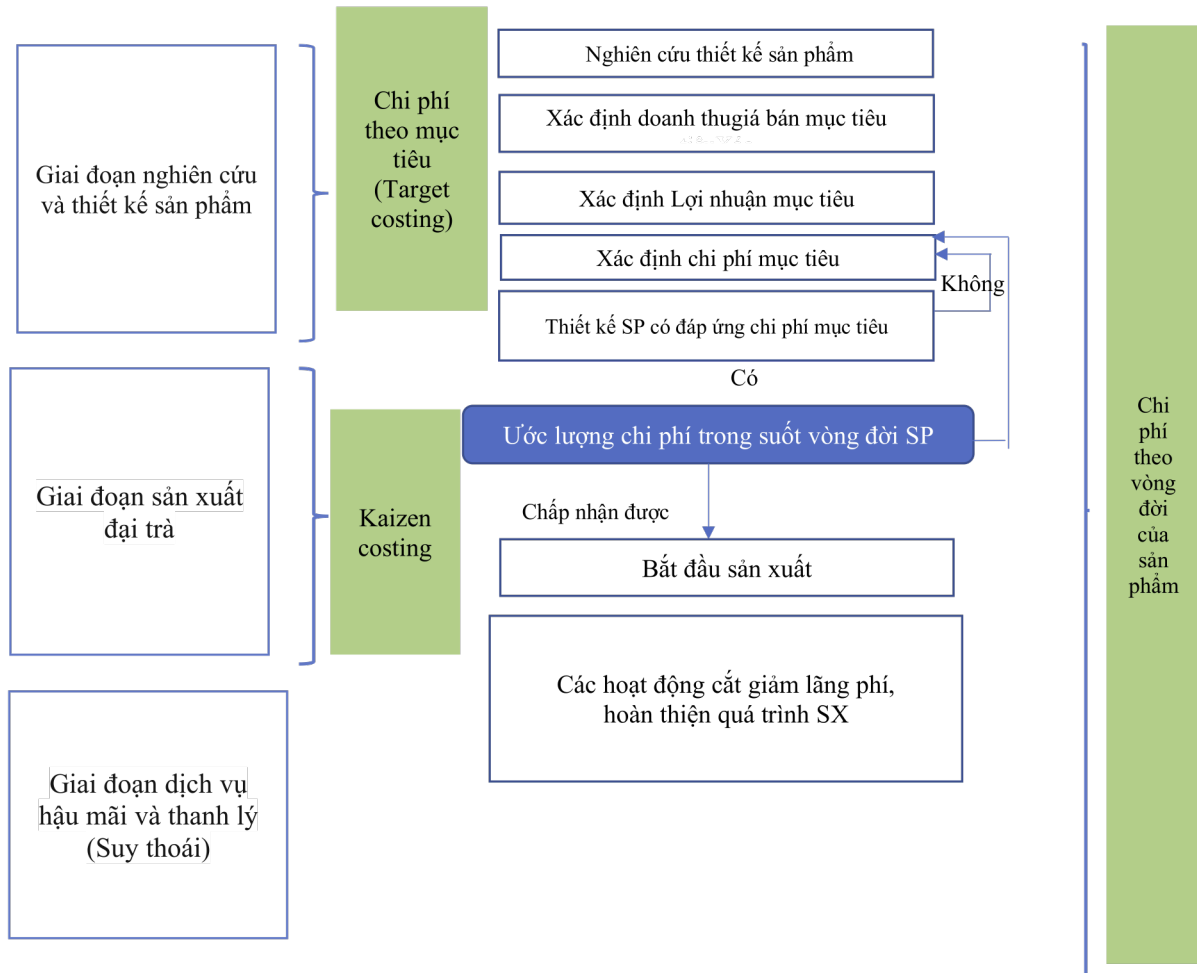 Giai đoạn nghiên cứu
và thiết kế sản phẩm
Chi phí
theo mục
tiêu
(Target
costing)
Nghiên cứu thiết kế sản phẩm
Xác định doanh thugiá bán mục tiêu
Xác định Lợi nhuận mục tiêu
Xác định chi phí mục tiêu
Không
Thiết kế SP có đáp ứng chi phí mục tiêu
Có
Giai đoạn sản xuất
đại trà
Kaizen
costing
Ước lượng chi phí trong suốt vòng đời SP
Chấp nhận được
Bắt đầu sản xuất
Các hoạt động cắt giảm lãng phí,
hoàn thiện quá trình SX
Giai đoạn dịch vụ
hậu mãi và thanh lý
(Suy thoái)
Chi
phí
theo
vòng
đời
của
sản
phẩm